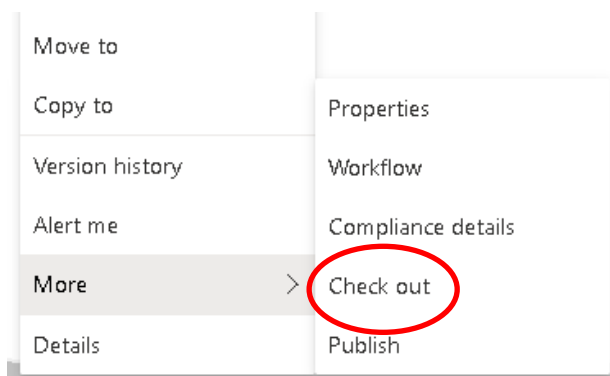 Move to
Copy to
Version history
Alert me
More
Details
Properties
Workflow
Compliance details
Check out
Publish